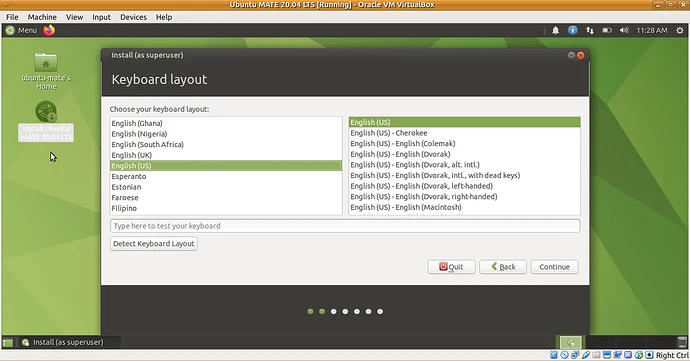 Ubuntu MATE 20.04 LTS [Running] - Oracle VM VirtualBox
File Machine View Input Devices Help
Menu
11:28 AM
ubuntu-mate's
Home
Install Ubuntu
MATE 20.04 LTS
Install (as superuser)
Keyboard layout
Choose your keyboard layout:
English (Ghana)
English (Nigeria)
English (South Africa)
English (UK)
English (US)
Esperanto
Estonian
Faroese
Filipino
English (US)
English (US) - Cherokee
English (US) - English (Colemak)
English (US) - English (Dvorak)
English (US) - English (Dvorak, alt. intl.)
English (US) - English (Dvorak, intl., with dead keys)
English (US) - English (Dvorak, left-handed)
English (US) - English (Dvorak, right-handed)
English (US) - English (Macintosh)
Type here to test your keyboard
Detect Keyboard Layout
Quit
Back
Continue
Install (as superuser)
Right Ctrl